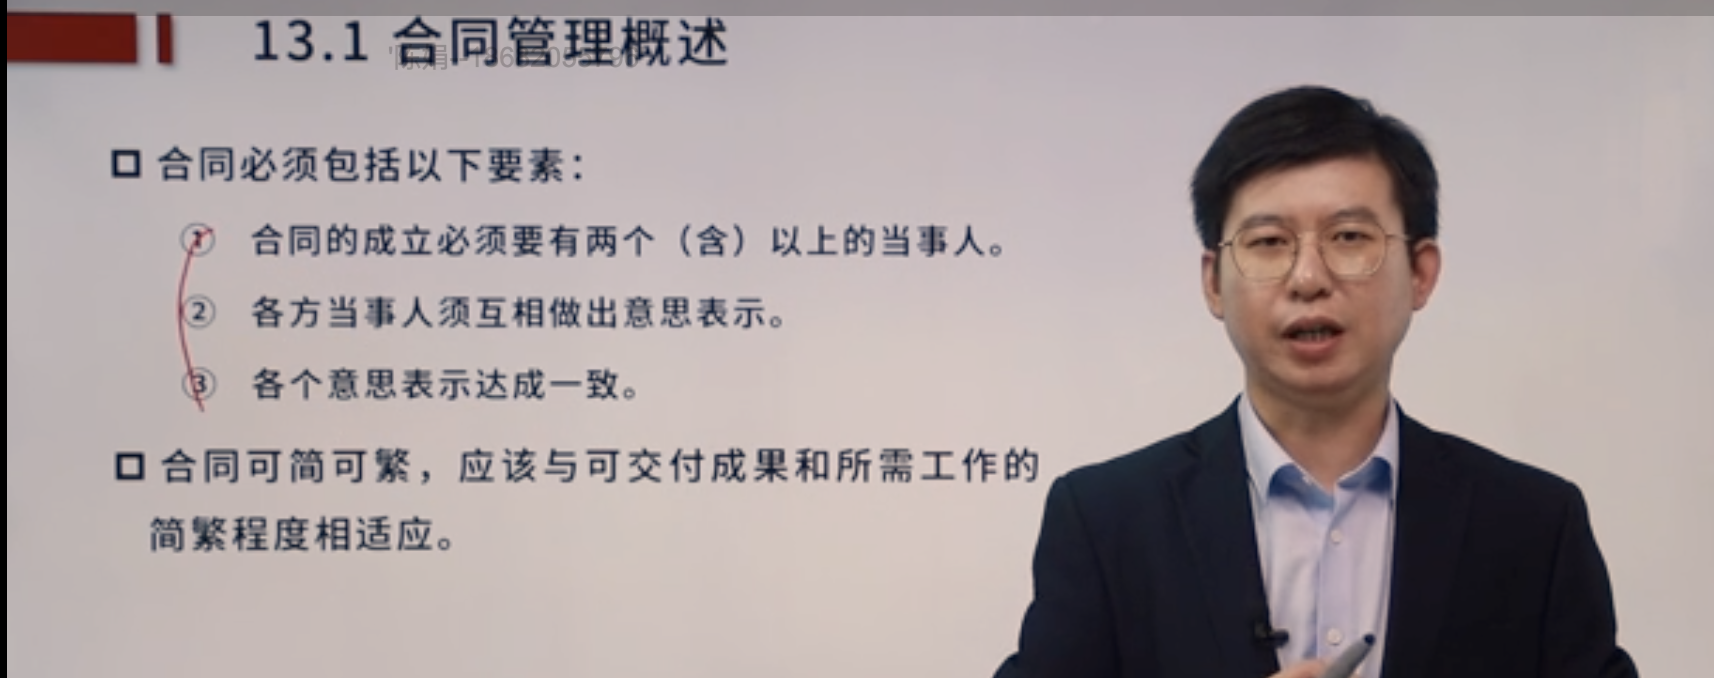 13.1 合同管理概述
合同必须包括以下要素：
① 合同的成立必须要有两个（含）以上的当事人。
② 各方当事人须互相做出意思表示。
③ 各个意思表示达成一致。
合同可简可繁，应该与可交付成果和所需工作的
简繁程度相适应。